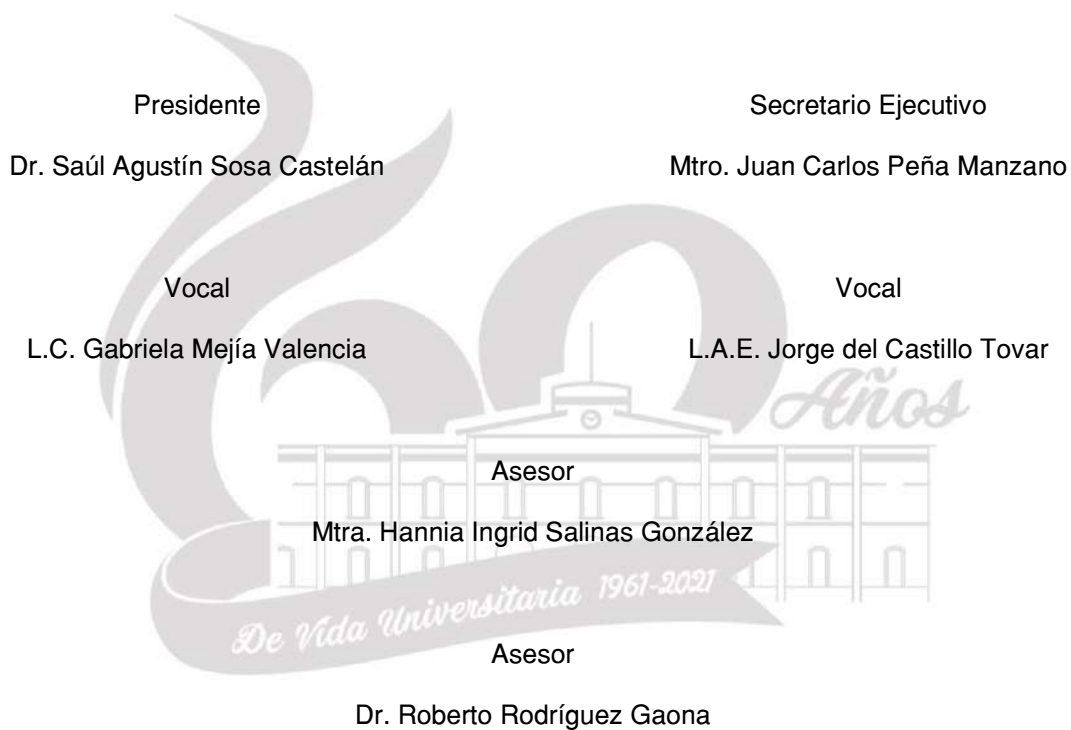 Presidente
Dr. Saúl Agustín Sosa Castelán
Secretario Ejecutivo
Mtro. Juan Carlos Peña Manzano
Vocal
L.C. Gabriela Mejía Valencia
Vocal
L.A.E. Jorge del Castillo Tovar
60 Años
Asesor
Mtra. Hannia Ingrid Salinas González
De Vida Universitaria 1961-2021
Asesor
Dr. Roberto Rodríguez Gaona